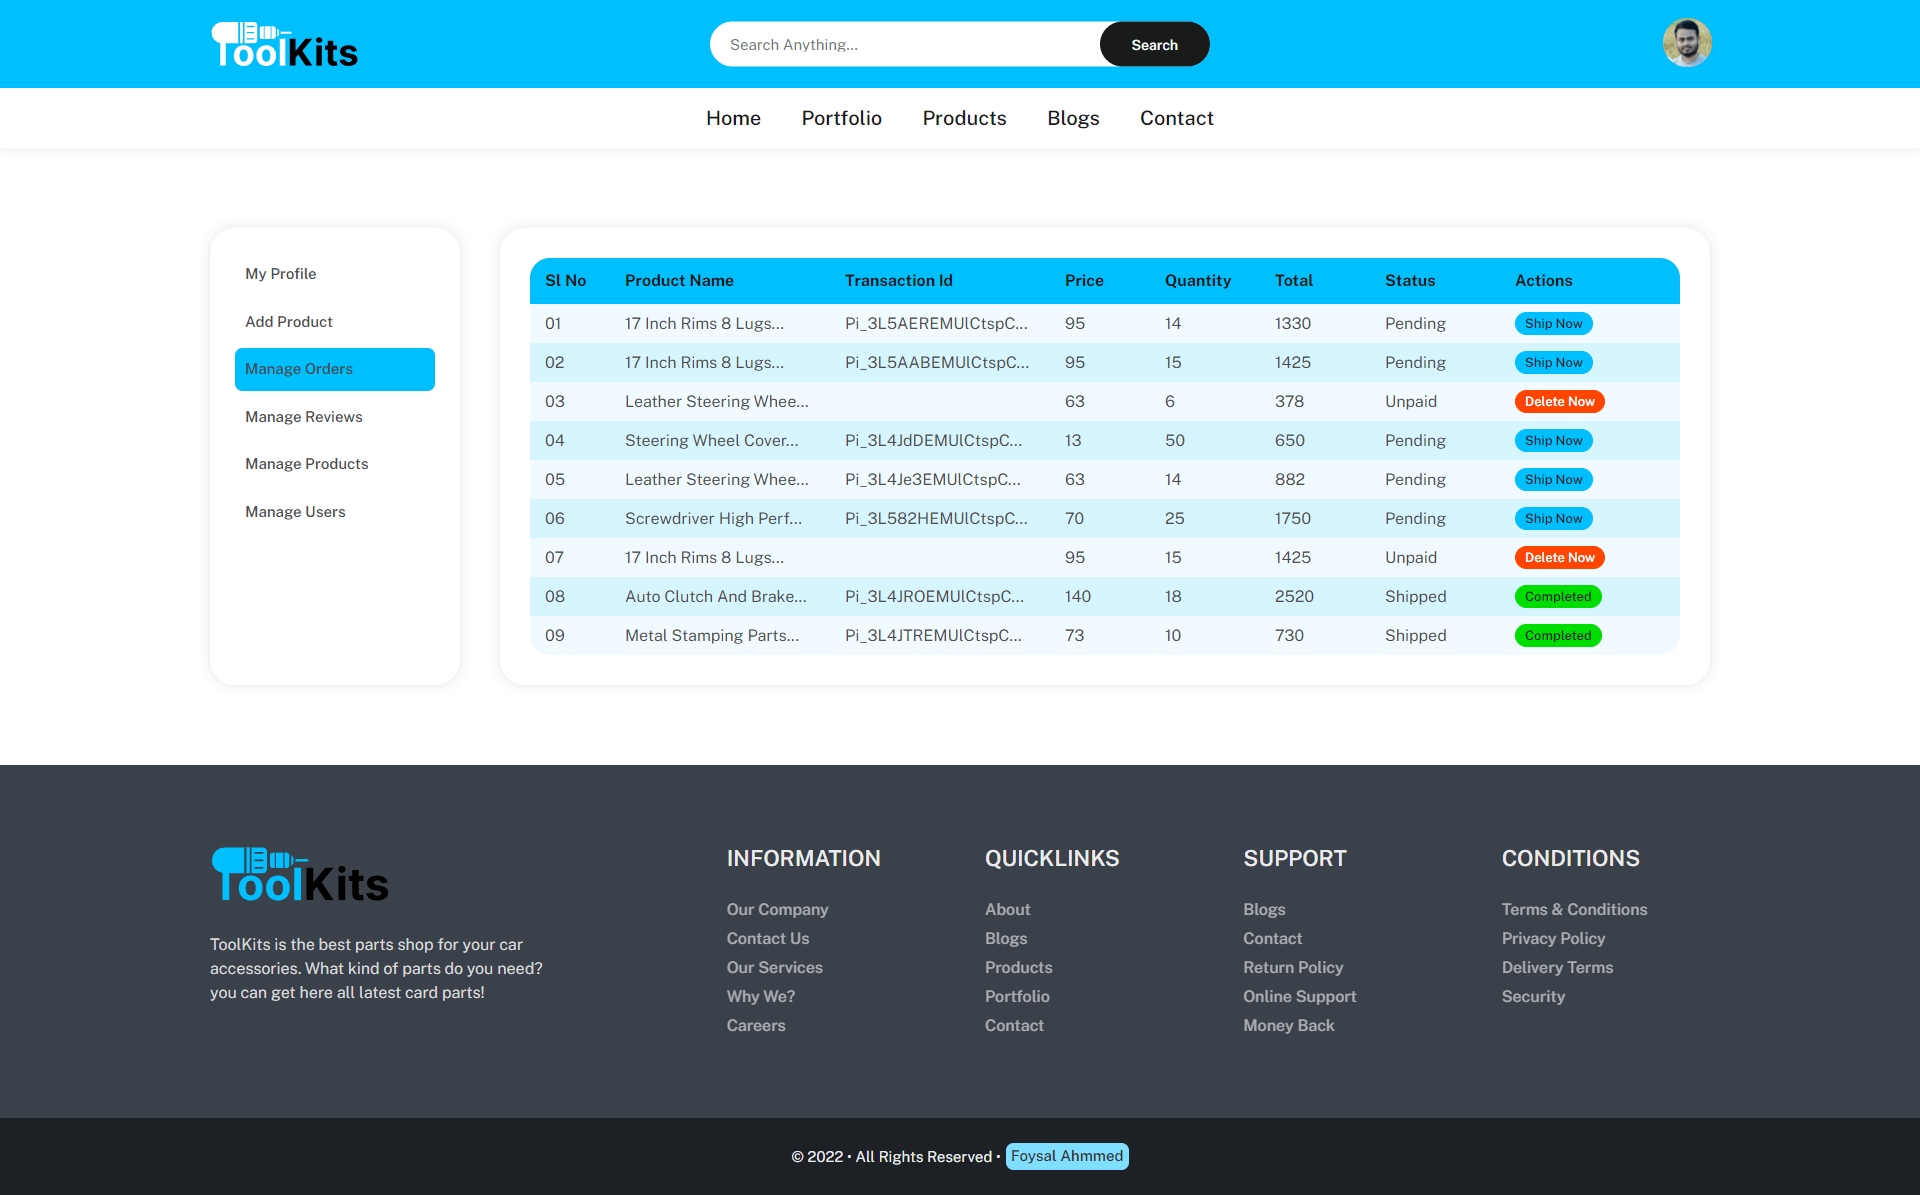 ToolKits
Search Anything...
Search
Home Portfolio Products Blogs Contact
My Profile
Add Product
Manage Orders
Manage Reviews
Manage Products
Manage Users
Sl No Product Name Transaction Id Price Quantity Total Status Actions
01 17 Inch Rims 8 Lugs... Pi_3L5AEREMUlCtspC... 95 14 1330 Pending Ship Now
02 17 Inch Rims 8 Lugs... Pi_3L5AABEMUlCtspC... 95 15 1425 Pending Ship Now
03 Leather Steering Whee... 63 6 378 Unpaid Delete Now
04 Steering Wheel Cover... Pi_3L4JdDEMUlCtspC... 13 50 650 Pending Ship Now
05 Leather Steering Whee... Pi_3L4Je3EMUlCtspC... 63 14 882 Pending Ship Now
06 Screwdriver High Perf... Pi_3L582HEMUlCtspC... 70 25 1750 Pending Ship Now
07 17 Inch Rims 8 Lugs... 95 15 1425 Unpaid Delete Now
08 Auto Clutch And Brake... Pi_3L4JROEMUlCtspC... 140 18 2520 Shipped Completed
09 Metal Stamping Parts... Pi_3L4JTREMUlCtspC... 73 10 730 Shipped Completed
ToolKits
ToolKits is the best parts shop for your car
accessories. What kind of parts do you need?
you can get here all latest card parts!
INFORMATION
Our Company
Contact Us
Our Services
Why We?
Careers
QUICKLINKS
About
Blogs
Products
Portfolio
Contact
SUPPORT
Blogs
Contact
Return Policy
Online Support
Money Back
CONDITIONS
Terms & Conditions
Privacy Policy
Delivery Terms
Security
© 2022 • All Rights Reserved • Foysal Ahmmed